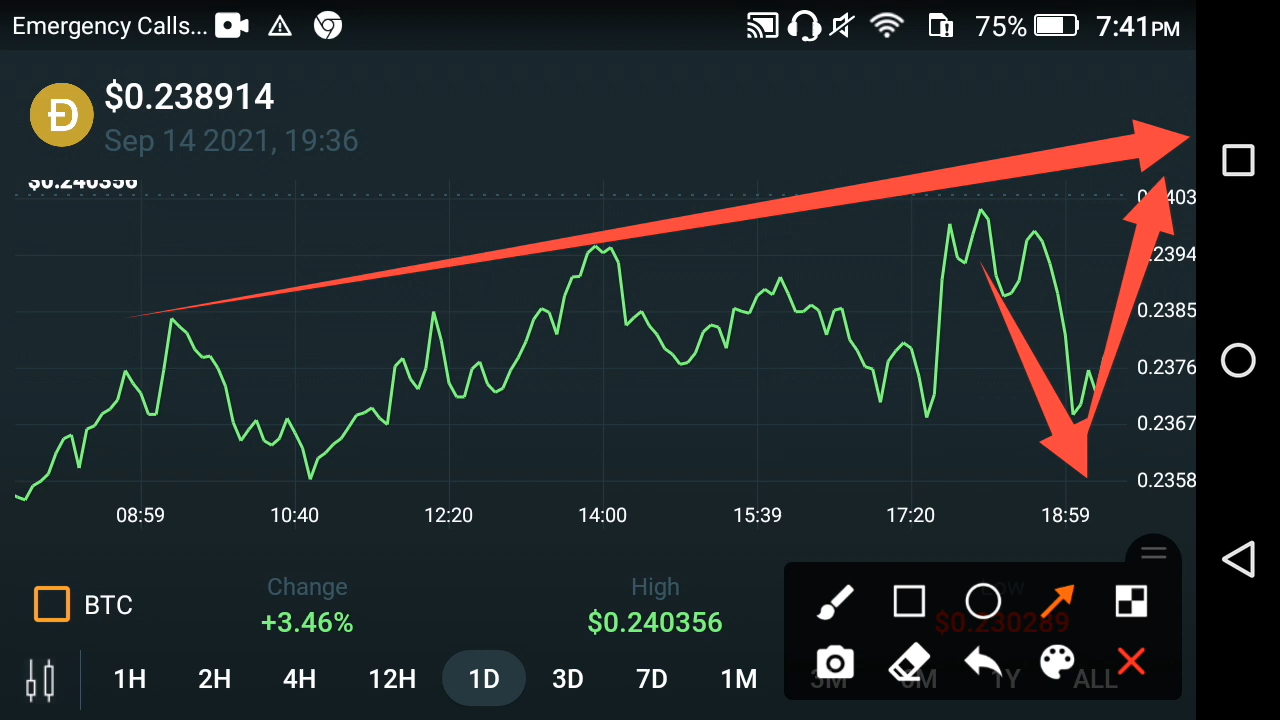 Emergency Calls... 75% 7:41PM
$0.238914
Sep 14 2021, 19:36
$0.240356
0.2394
0.2385
0.2376
0.2367
0.2358
08:59 10:40 12:20 14:00 15:39 17:20 18:59
BTC Change High Low
+3.46% $0.240356 $0.230289
1H 2H 4H 12H 1D 3D 7D 1M 3M 6M 1Y ALL